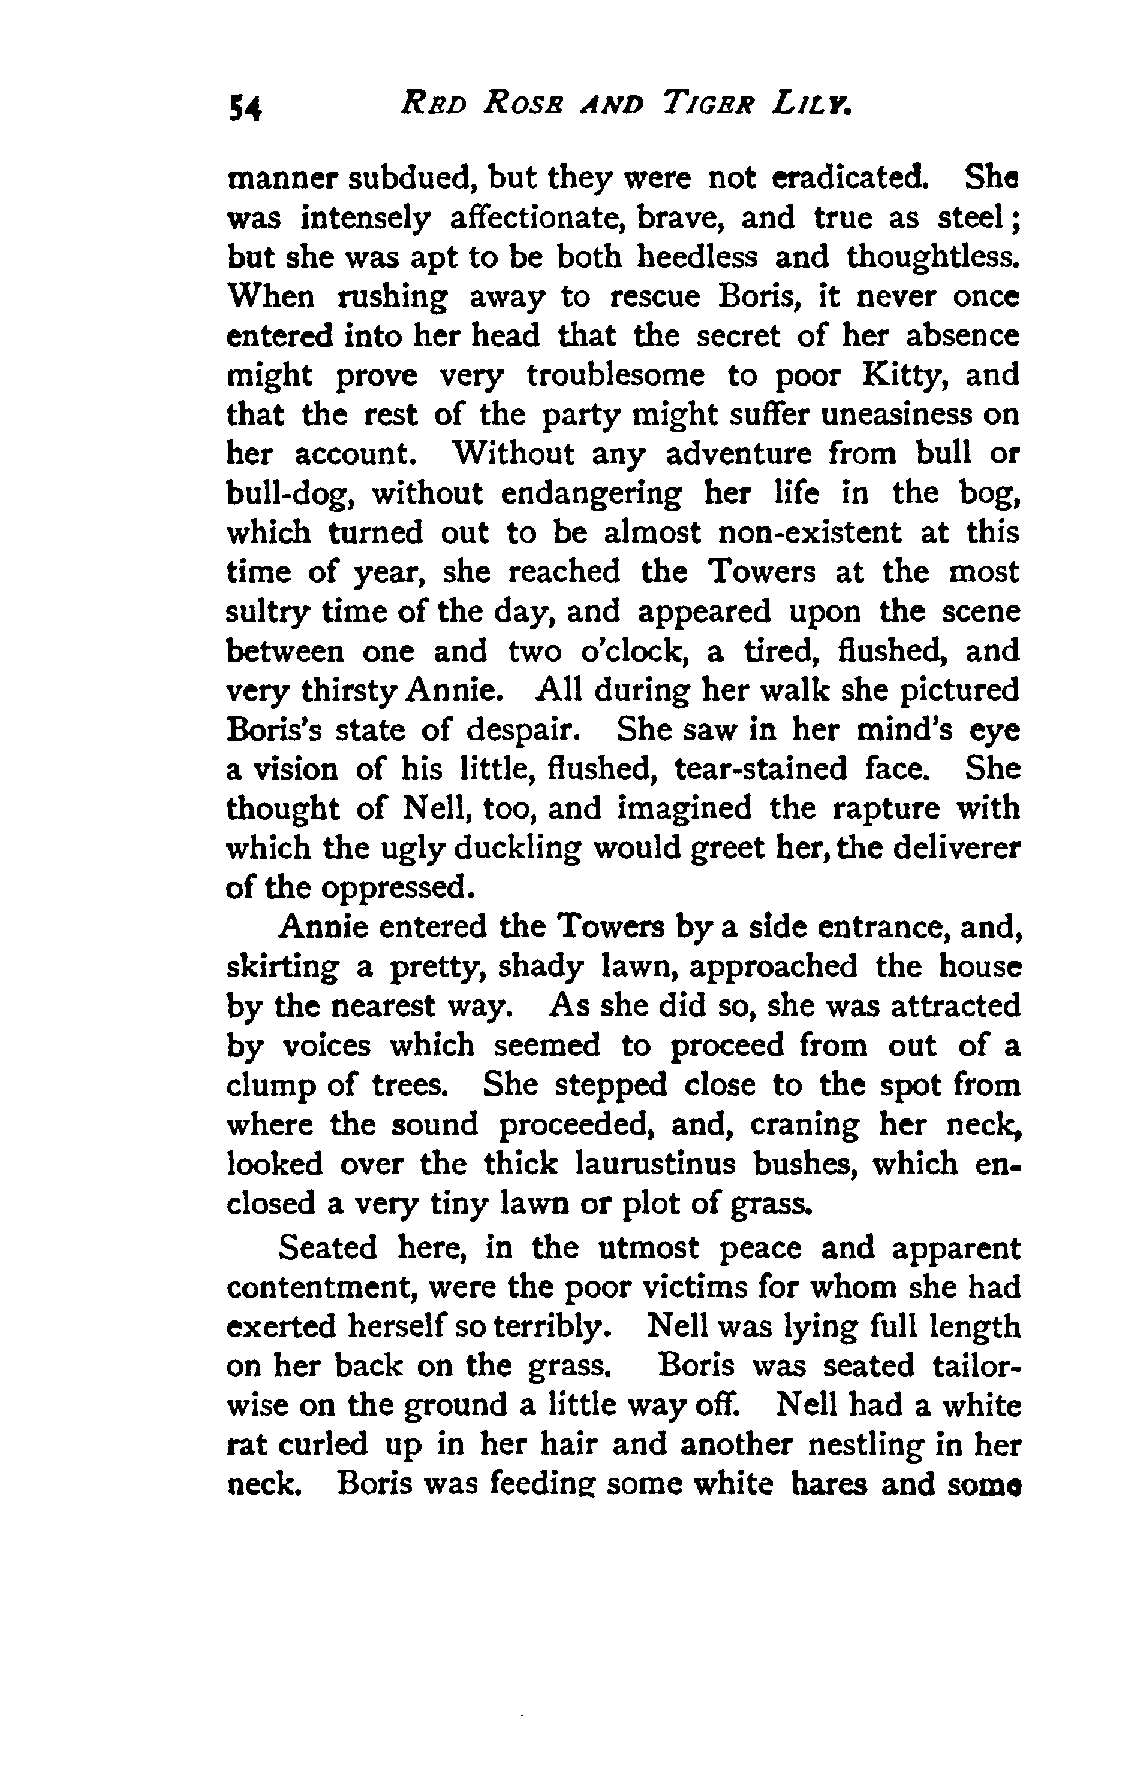 54 RED ROSE AND TIGER LILY.
manner subdued, but they were not eradicated. She
was intensely affectionate, brave, and true as steel;
but she was apt to be both heedless and thoughtless.
When rushing away to rescue Boris, it never once
entered into her head that the secret of her absence
might prove very troublesome to poor Kitty, and
that the rest of the party might suffer uneasiness on
her account. Without any adventure from bull or
bull-dog, without endangering her life in the bog,
which turned out to be almost non-existent at this
time of year, she reached the Towers at the most
sultry time of the day, and appeared upon the scene
between one and two o'clock, a tired, flushed, and
very thirsty Annie. All during her walk she pictured
Boris's state of despair. She saw in her mind's eye
a vision of his little, flushed, tear-stained face. She
thought of Nell, too, and imagined the rapture with
which the ugly duckling would greet her, the deliverer
of the oppressed.
Annie entered the Towers by a side entrance, and,
skirting a pretty, shady lawn, approached the house
by the nearest way. As she did so, she was attracted
by voices which seemed to proceed from out of a
clump of trees. She stepped close to the spot from
where the sound proceeded, and, craning her neck,
looked over the thick laurustinus bushes, which en-
closed a very tiny lawn or plot of grass.
Seated here, in the utmost peace and apparent
contentment, were the poor victims for whom she had
exerted herself so terribly. Nell was lying full length
on her back on the grass. Boris was seated tailor-
wise on the ground a little way off. Nell had a white
rat curled up in her hair and another nestling in her
neck. Boris was feeding some white hares and some